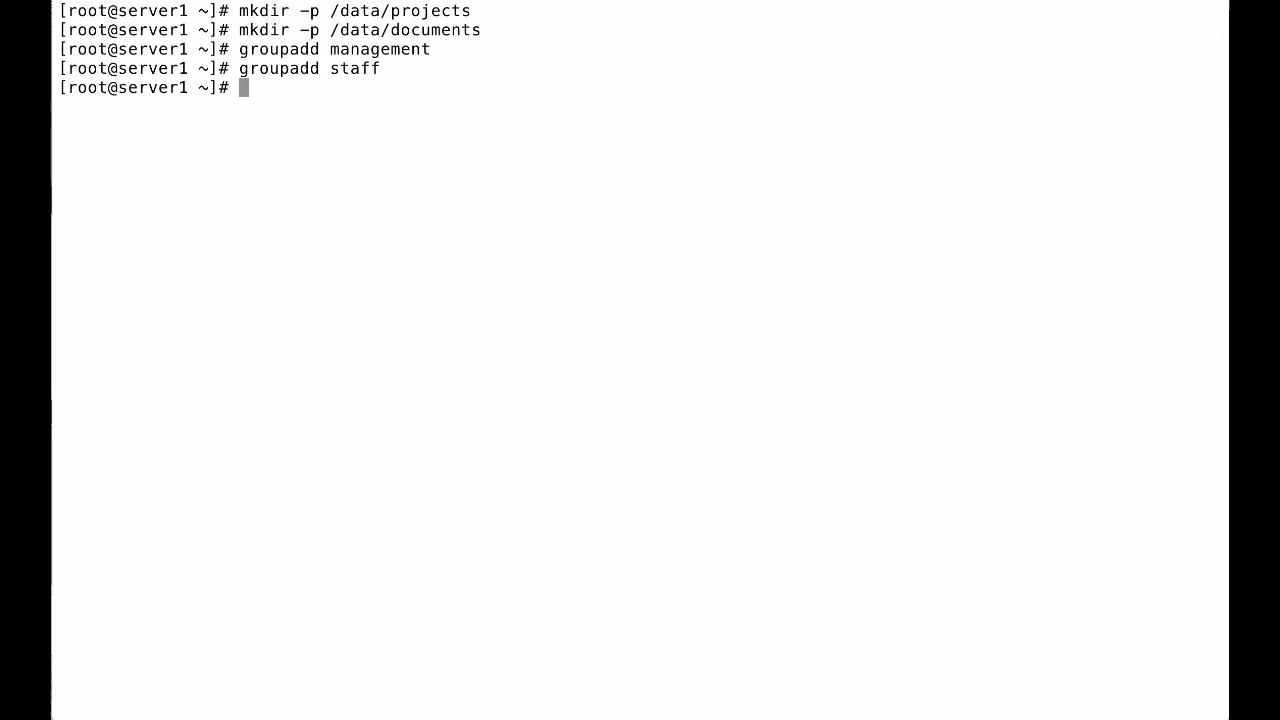 [root@server1 ~]# mkdir -p /data/projects
[root@server1 ~]# mkdir -p /data/documents
[root@server1 ~]# groupadd management
[root@server1 ~]# groupadd staff
[root@server1 ~]#